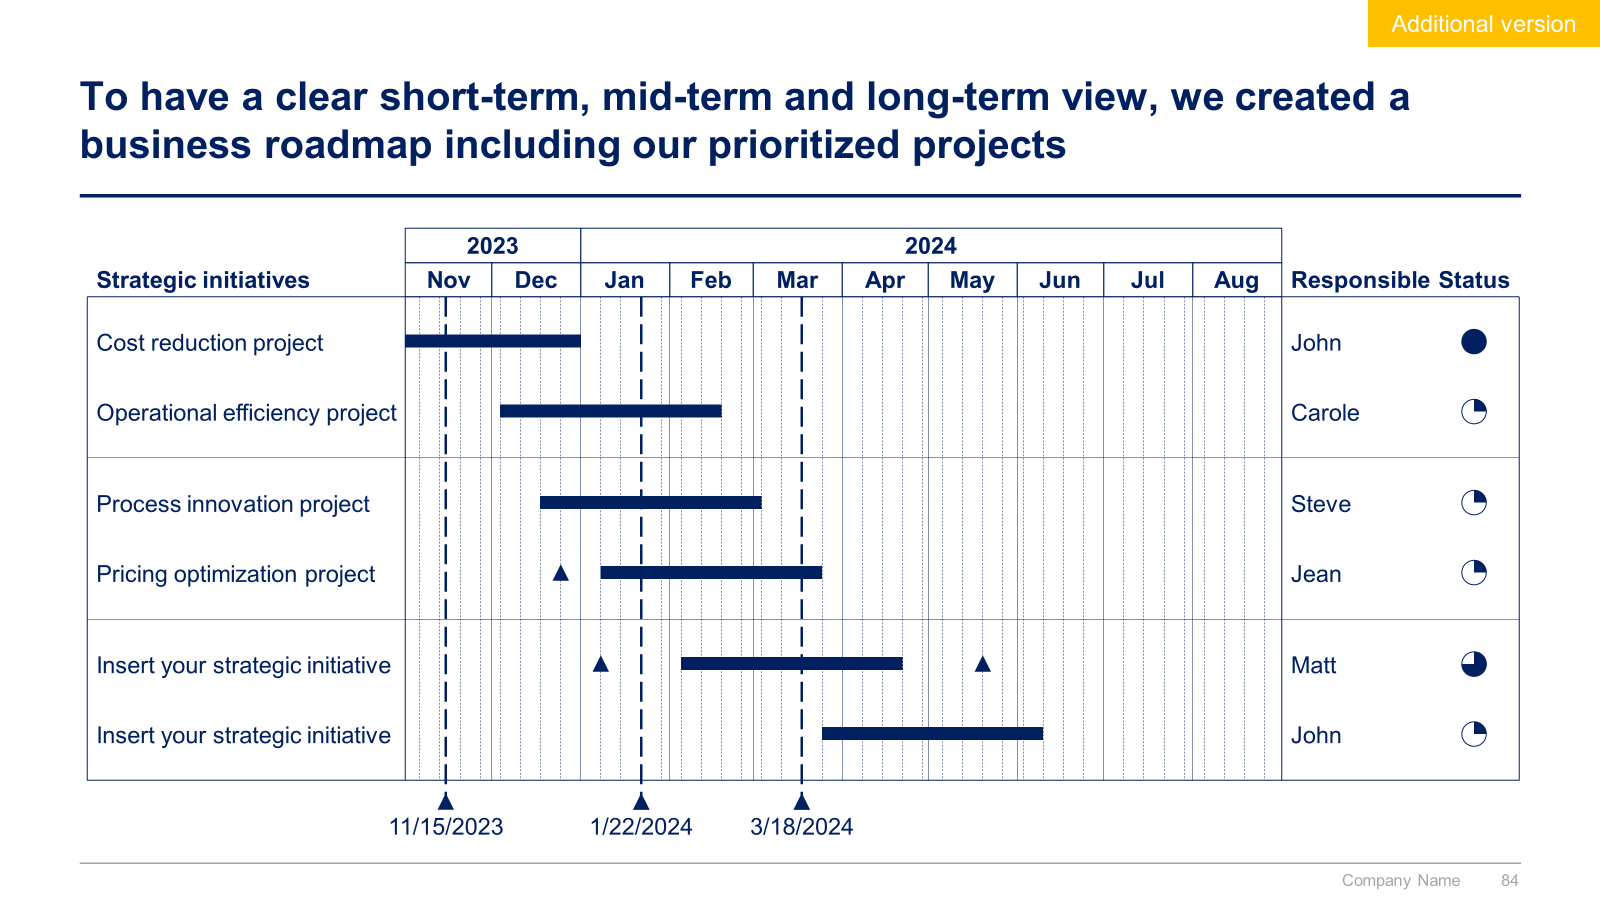 Additional version
To have a clear short-term, mid-term and long-term view, we created a
business roadmap including our prioritized projects
2023 2024
Strategic initiatives Nov Dec Jan Feb Mar Apr May Jun Jul Aug Responsible Status
Cost reduction project John
Operational efficiency project Carole
Process innovation project Steve
Pricing optimization project Jean
Insert your strategic initiative Matt
Insert your strategic initiative John
11/15/2023 1/22/2024 3/18/2024
Company Name 84